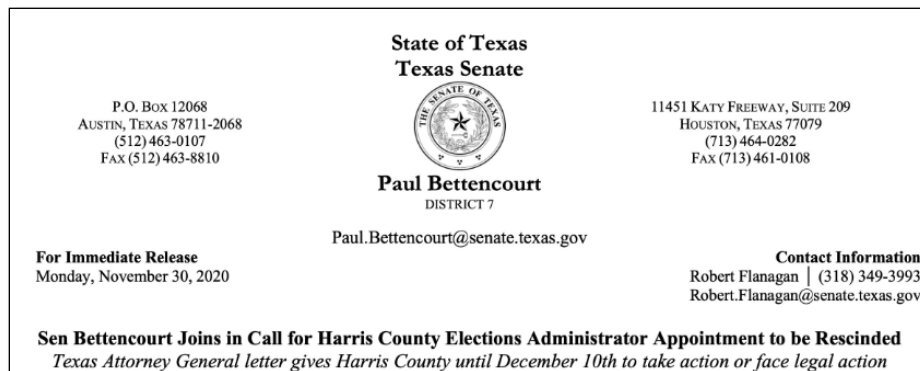 State of Texas
Texas Senate
THE SENATE OF TEXAS
P.O. BOX 12068
AUSTIN, TEXAS 78711-2068
(512) 463-0107
FAX (512) 463-8810
11451 KATY FREEWAY, SUITE 209
HOUSTON, TEXAS 77079
(713) 464-0282
FAX (713) 461-0108
Paul Bettencourt
DISTRICT 7
Paul.Bettencourt@senate.texas.gov
For Immediate Release
Monday, November 30, 2020
Contact Information
Robert Flanagan | (318) 349-3993
Robert.Flanagan@senate.texas.gov
Sen Bettencourt Joins in Call for Harris County Elections Administrator Appointment to be Rescinded
Texas Attorney General letter gives Harris County until December 10th to take action or face legal action